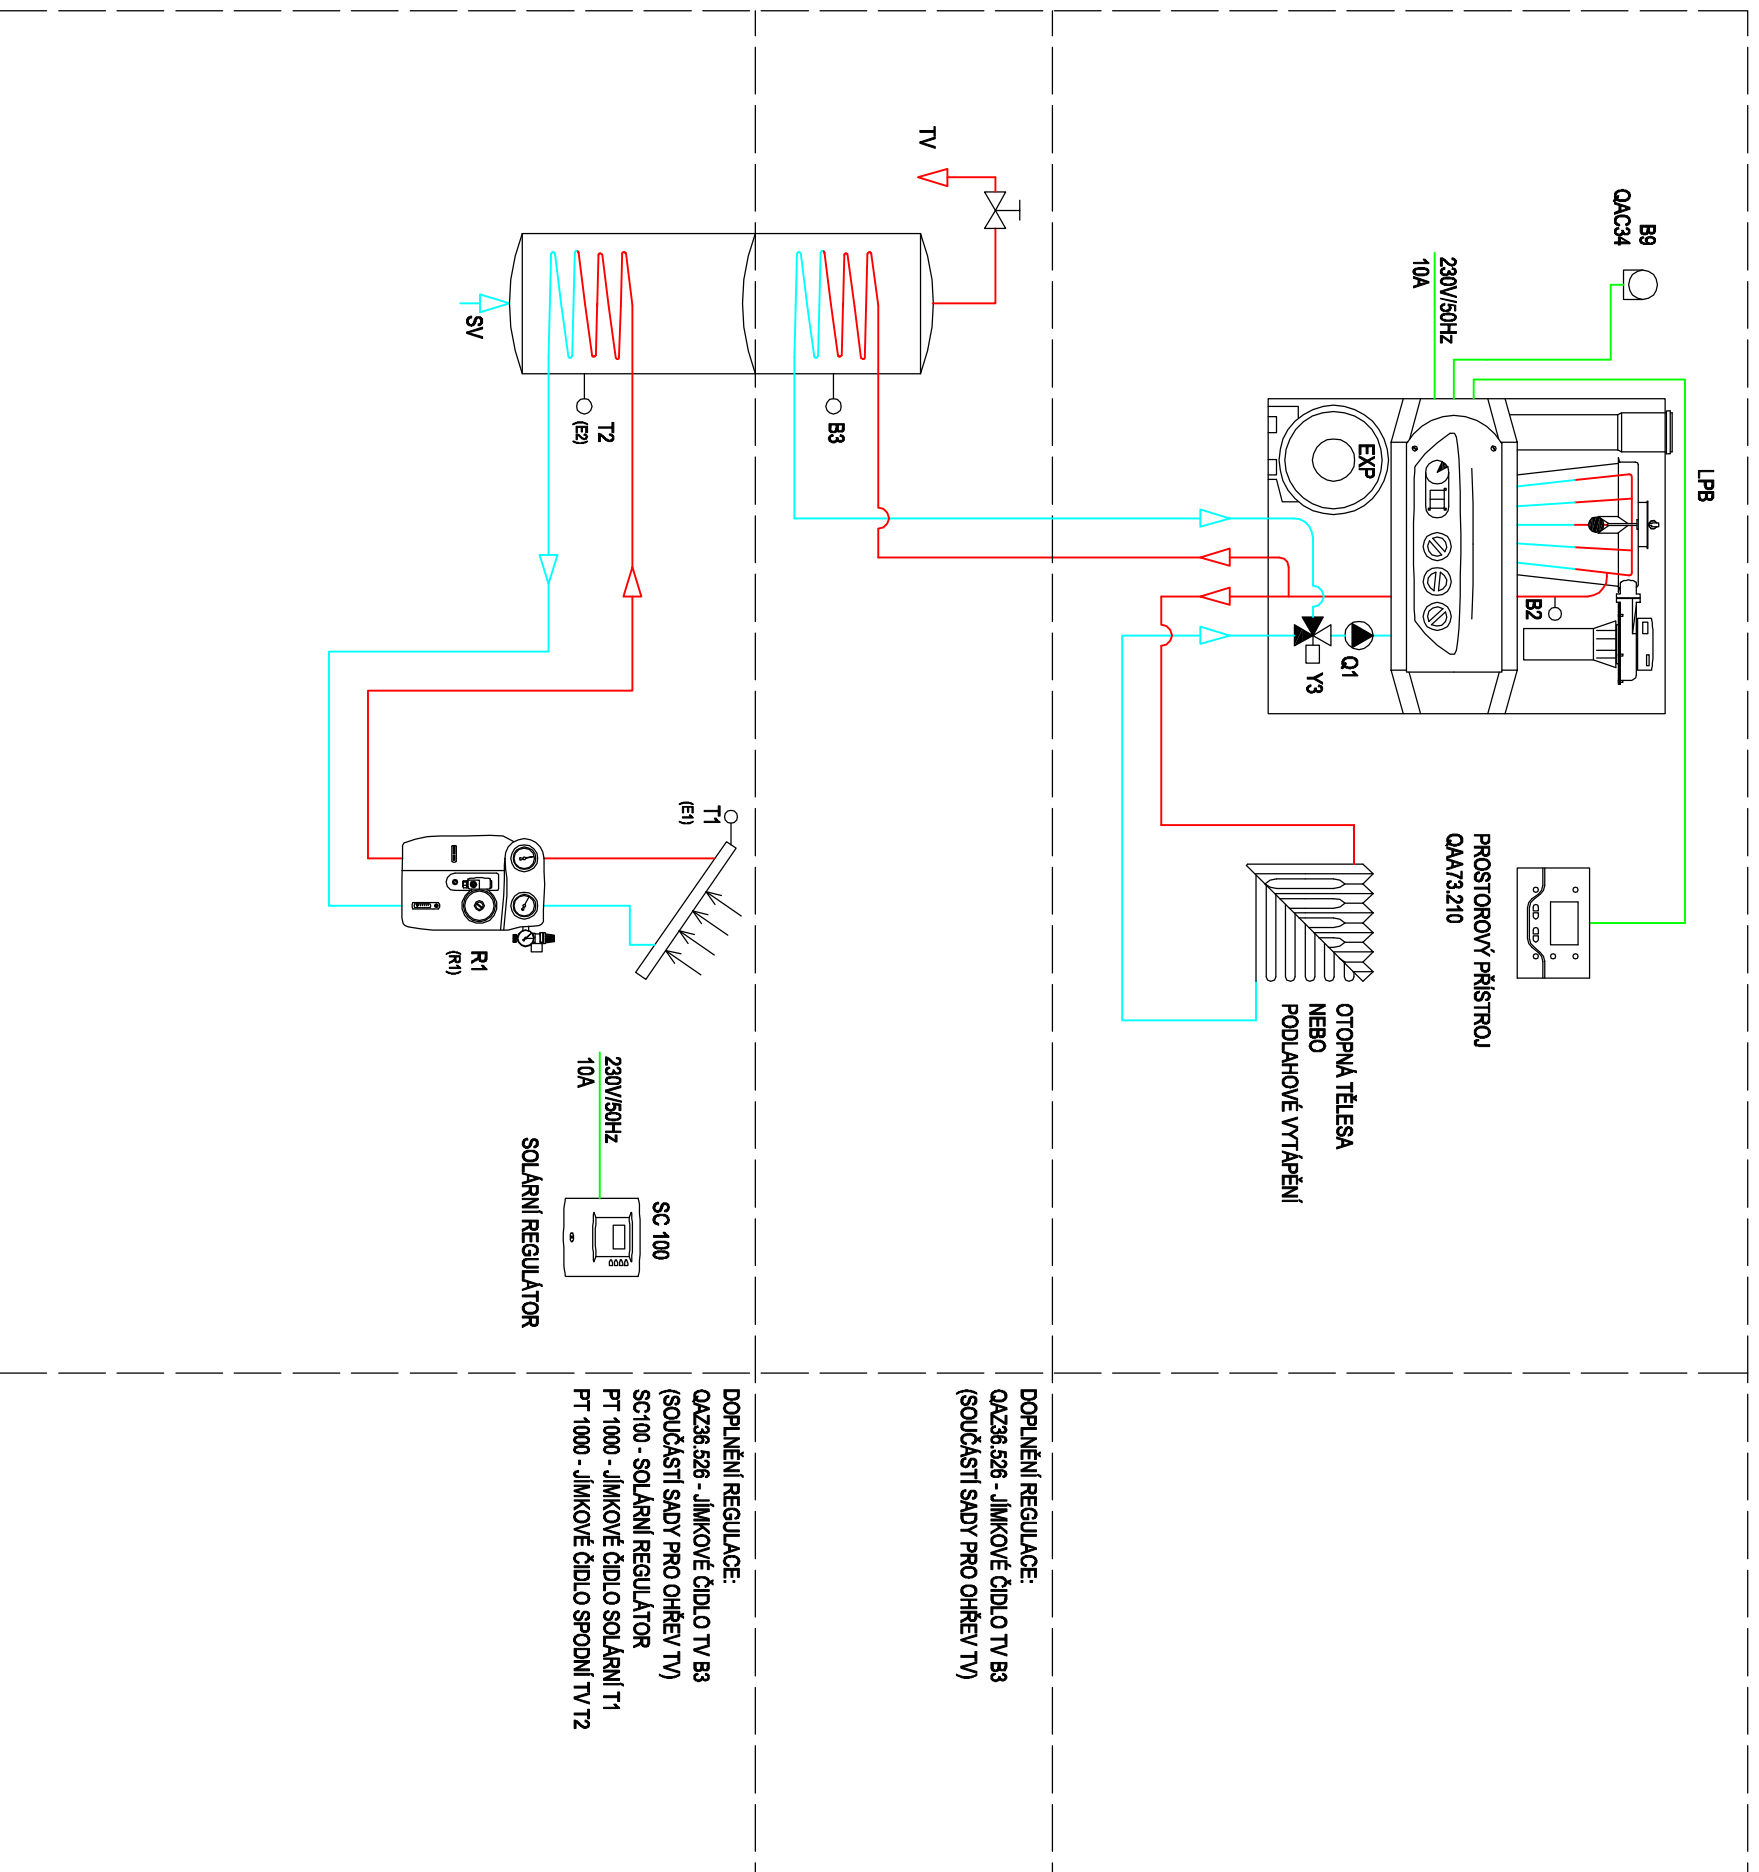 B9
QAC34
230V/50Hz
10A
LPB
EXP
B2
Q1
Y3
PROSTOROVÝ PŘÍSTROJ
QAA73.210
OTOPNÁ TĚLESA
NEBO
PODLAHOVÉ VYTÁPĚNÍ
TV
B3
DOPLNĚNÍ REGULACE:
QAZ36.526 - JÍMKOVÉ ČIDLO TV B3
(SOUČÁSTÍ SADY PRO OHŘEV TV)
SV
T2
(E2)
T1
(E1)
R1
(R1)
230V/50Hz
10A
SC 100
SOLÁRNÍ REGULÁTOR
DOPLNĚNÍ REGULACE:
QAZ36.526 - JÍMKOVÉ ČIDLO TV B3
(SOUČÁSTÍ SADY PRO OHŘEV TV)
SC100 - SOLÁRNÍ REGULÁTOR
PT 1000 - JÍMKOVÉ ČIDLO SOLÁRNÍ T1
PT 1000 - JÍMKOVÉ ČIDLO SPODNÍ TV T2